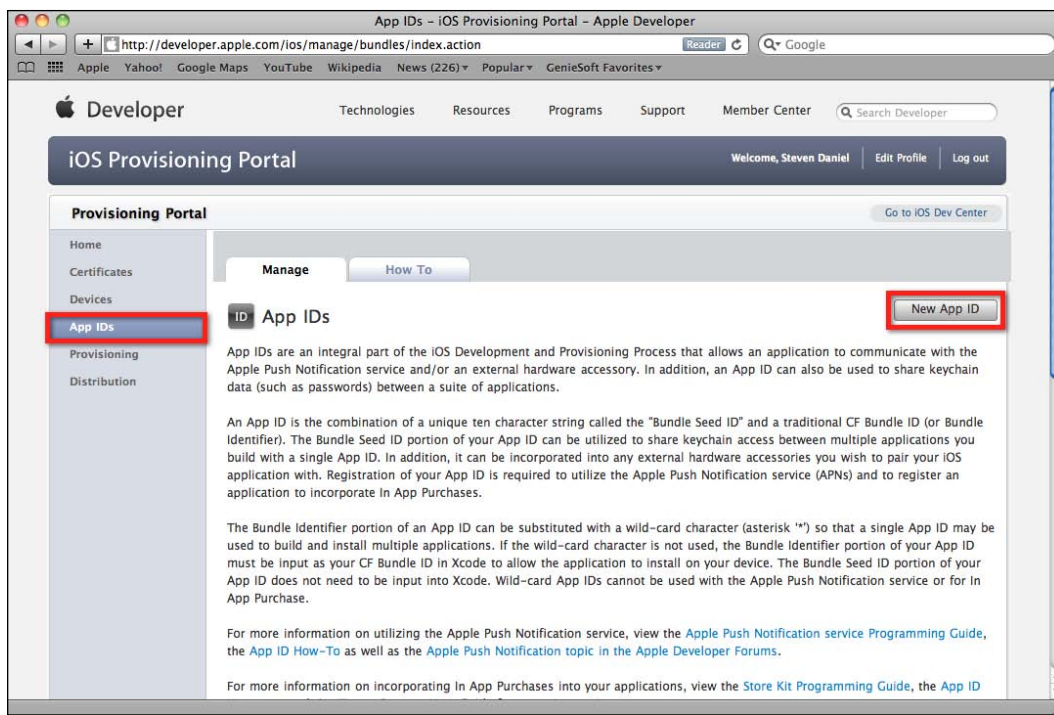 App IDs – iOS Provisioning Portal – Apple Developer
http://developer.apple.com/ios/manage/bundles/index.action
Reader
Google
Apple Yahoo! Google Maps YouTube Wikipedia News (226) Popular GenieSoft Favorites
Developer
Technologies Resources Programs Support Member Center Search Developer
iOS Provisioning Portal
Welcome, Steven Daniel Edit Profile Log out
Provisioning Portal
Go to iOS Dev Center
Home
Certificates
Devices
App IDs
Provisioning
Distribution
Manage How To
ID App IDs
New App ID
App IDs are an integral part of the iOS Development and Provisioning Process that allows an application to communicate with the
Apple Push Notification service and/or an external hardware accessory. In addition, an App ID can also be used to share keychain
data (such as passwords) between a suite of applications.
An App ID is the combination of a unique ten character string called the "Bundle Seed ID" and a traditional CF Bundle ID (or Bundle
Identifier). The Bundle Seed ID portion of your App ID can be utilized to share keychain access between multiple applications you
build with a single App ID. In addition, it can be incorporated into any external hardware accessories you wish to pair your iOS
application with. Registration of your App ID is required to utilize the Apple Push Notification service (APNs) and to register an
application to incorporate In App Purchases.
The Bundle Identifier portion of an App ID can be substituted with a wild-card character (asterisk '*') so that a single App ID may be
used to build and install multiple applications. If the wild-card character is not used, the Bundle Identifier portion of your App ID
must be input as your CF Bundle ID in Xcode to allow the application to install on your device. The Bundle Seed ID portion of your
App ID does not need to be input into Xcode. Wild-card App IDs cannot be used with the Apple Push Notification service or for In
App Purchase.
For more information on utilizing the Apple Push Notification service, view the Apple Push Notification service Programming Guide,
the App ID How-To as well as the Apple Push Notification topic in the Apple Developer Forums.
For more information on incorporating In App Purchases into your applications, view the Store Kit Programming Guide, the App ID